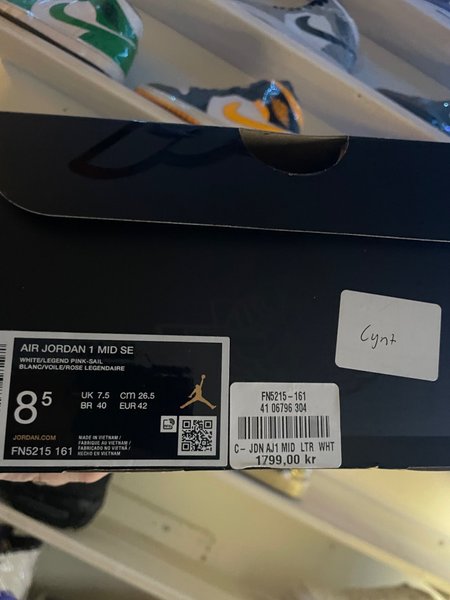 Cynt
AIR JORDAN 1 MID SE
WHITE/LEGEND PINK-SAIL
BLANC/VOILE/ROSE LEGENDAIRE
8 5
UK 7.5 cm 26.5
BR 40 EUR 42
JORDAN.COM
FN5215 161
MADE IN VIETNAM /
FABRIQUE AU VIETNAM /
FABRICADO NO VIETNÃ /
HECHO EN VIETNAM
FN5215-161
41 06796 304
C- JDN AJ1 MID LTR WHT
1799,00 kr